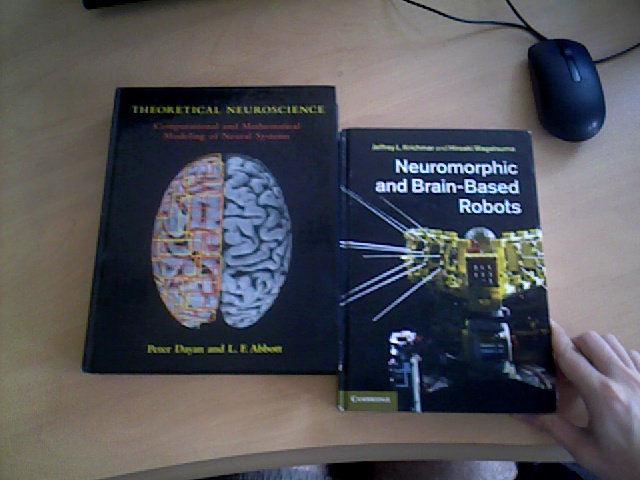 THEORETICAL NEUROSCIENCE
Computational and Mathematical
Modeling of Neural Systems
Peter Dayan and L. F. Abbott
Jeffrey L. Krichmar and Hiroaki Wagatsuma
Neuromorphic
and Brain-Based
Robots
CAMBRIDGE